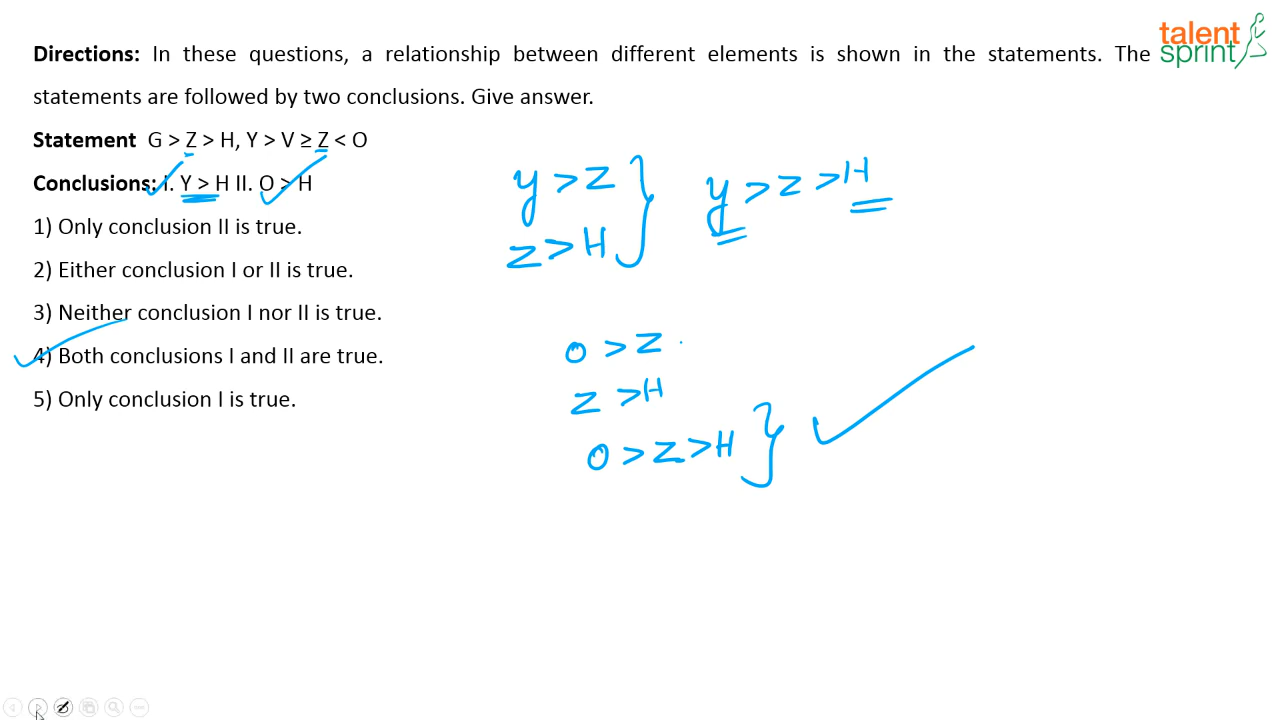 talent
sprint
Directions: In these questions, a relationship between different elements is shown in the statements. The
statements are followed by two conclusions. Give answer.
Statement G > Z > H, Y > V ≥ Z < O
Conclusions: I. Y > H II. O > H
1) Only conclusion II is true.
2) Either conclusion I or II is true.
3) Neither conclusion I nor II is true.
4) Both conclusions I and II are true.
5) Only conclusion I is true.
y > Z
Z > H
y > Z > H
O > Z
Z > H
O > Z > H